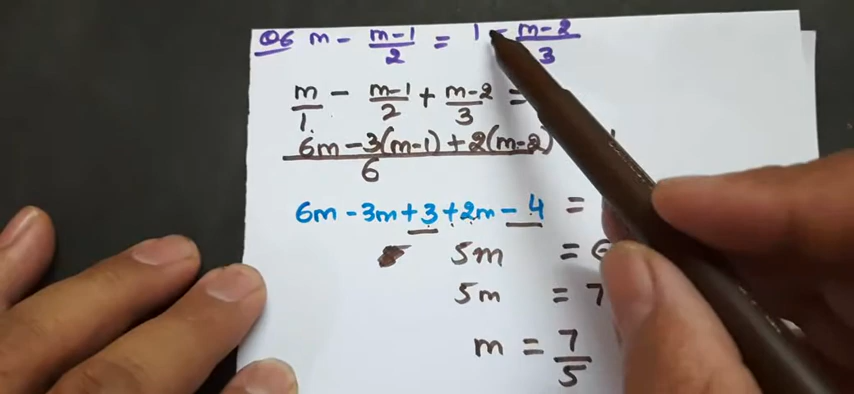 Q6 m - (m-1)/2 = 1 - (m-2)/3
m/1 - (m-1)/2 + (m-2)/3 =
(6m - 3(m-1) + 2(m-2))/6
6m - 3m + 3 + 2m - 4 =
5m = 6
5m = 7
m = 7/5